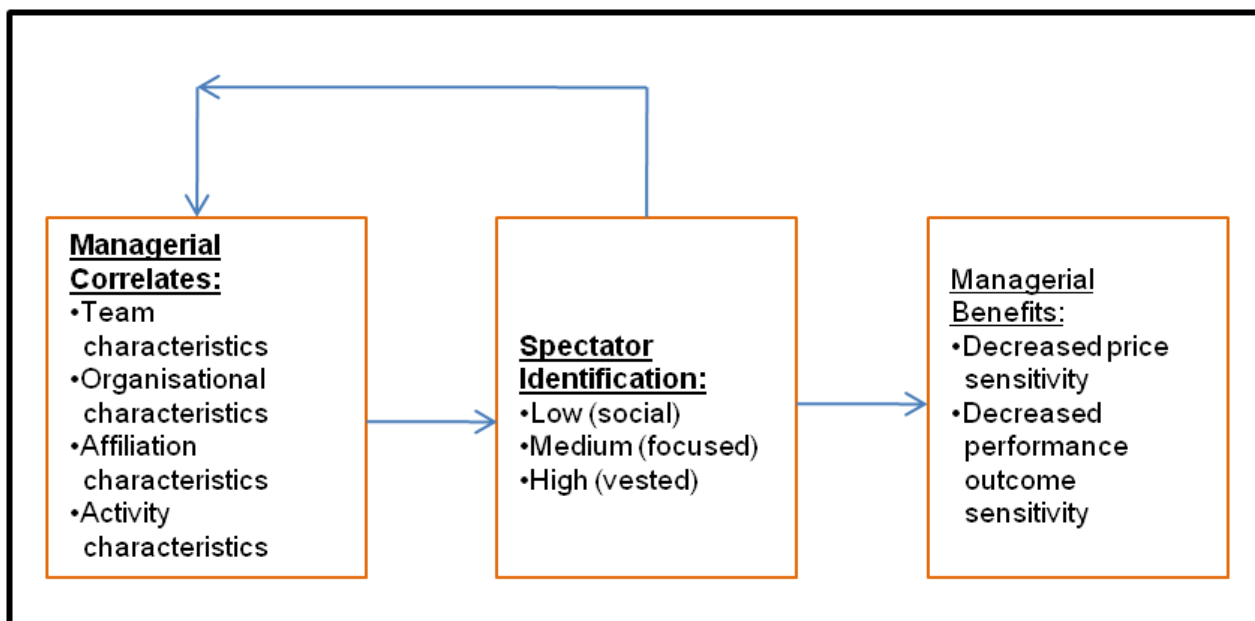 Managerial
Correlates:
•Team
characteristics
•Organisational
characteristics
•Affiliation
characteristics
•Activity
characteristics
Spectator
Identification:
•Low (social)
•Medium (focused)
•High (vested)
Managerial
Benefits:
•Decreased price
sensitivity
•Decreased
performance
outcome
sensitivity